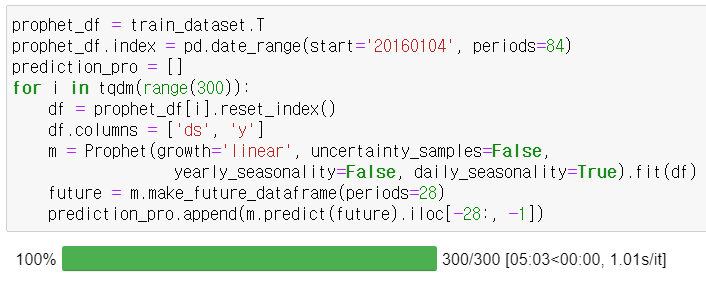 prophet_df = train_dataset.T
prophet_df.index = pd.date_range(start='20160104', periods=84)
prediction_pro = []
for i in tqdm(range(300)):
    df = prophet_df[i].reset_index()
    df.columns = ['ds', 'y']
    m = Prophet(growth='linear', uncertainty_samples=False,
                yearly_seasonality=False, daily_seasonality=True).fit(df)
    future = m.make_future_dataframe(periods=28)
    prediction_pro.append(m.predict(future).iloc[-28:, -1])
100% 300/300 [05:03<00:00, 1.01s/it]